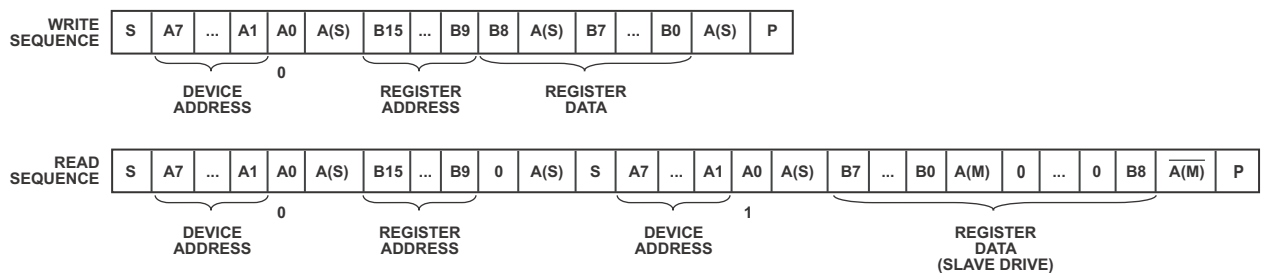 WRITE
SEQUENCE
S A7 ... A1 A0 A(S) B15 ... B9 B8 A(S) B7 ... B0 A(S) P
0
DEVICE
ADDRESS
REGISTER
ADDRESS
REGISTER
DATA
READ
SEQUENCE
S A7 ... A1 A0 A(S) B15 ... B9 0 A(S) S A7 ... A1 A0 A(S) B7 ... B0 A(M) 0 ... 0 B8 A̅(̅M̅)̅ P
0 1
DEVICE
ADDRESS
REGISTER
ADDRESS
DEVICE
ADDRESS
REGISTER
DATA
(SLAVE DRIVE)